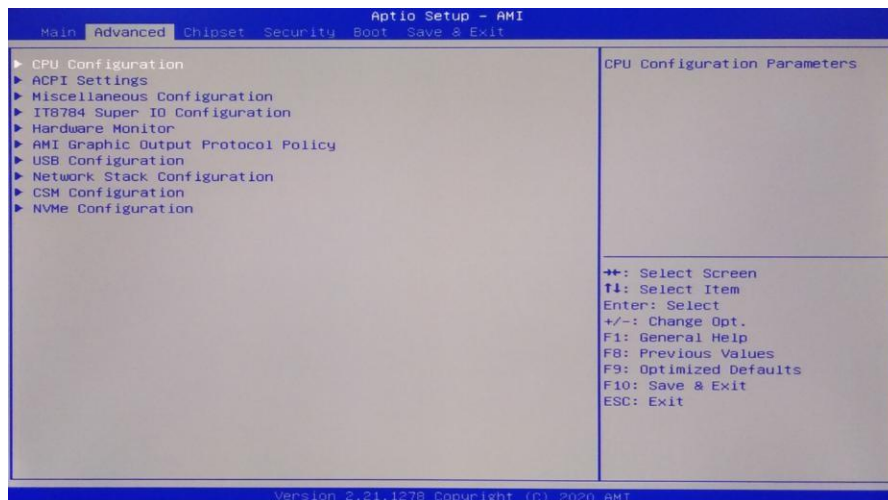 Aptio Setup – AMI
Main Advanced Chipset Security Boot Save & Exit
CPU Configuration
ACPI Settings
Miscellaneous Configuration
IT8784 Super IO Configuration
Hardware Monitor
AMI Graphic Output Protocol Policy
USB Configuration
Network Stack Configuration
CSM Configuration
NVMe Configuration
CPU Configuration Parameters
→←: Select Screen
↑↓: Select Item
Enter: Select
+/-: Change Opt.
F1: General Help
F8: Previous Values
F9: Optimized Defaults
F10: Save & Exit
ESC: Exit
Version 2.21.1278 Copyright (C) 2020 AMI